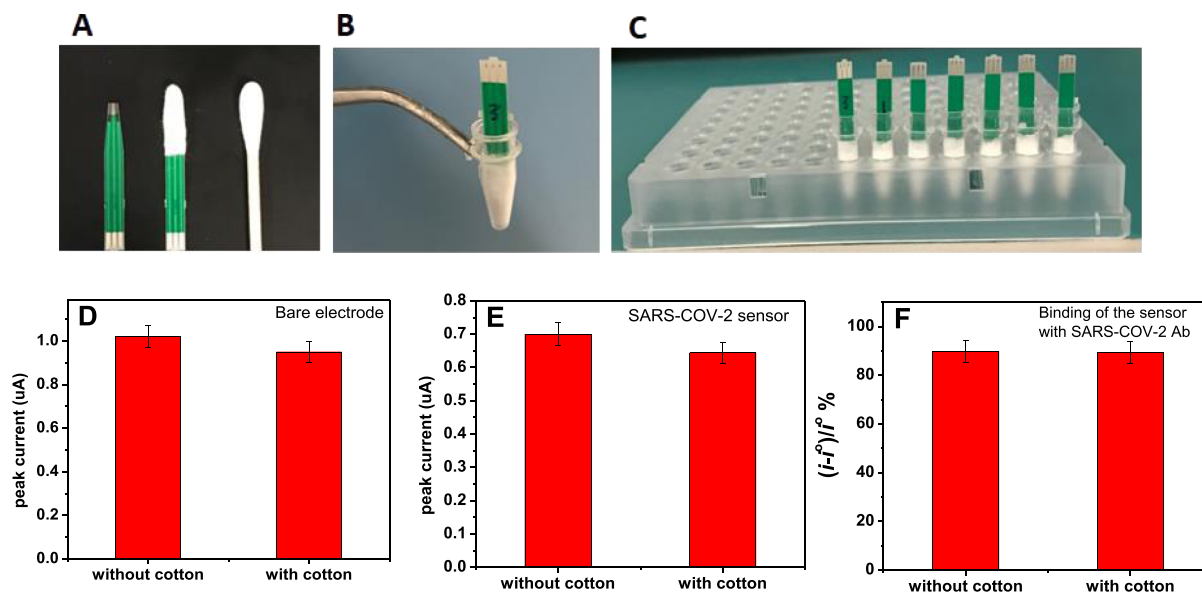 A
B
C
D
Bare electrode
peak current (uA)
1.0
0.8
0.6
0.4
0.2
0.0
without cotton
with cotton
E
SARS-COV-2 sensor
peak current (uA)
0.8
0.7
0.6
0.5
0.4
0.3
0.2
0.1
0.0
without cotton
with cotton
F
Binding of the sensor
with SARS-COV-2 Ab
(i-iº)/iº %
100
80
60
40
20
0
without cotton
with cotton